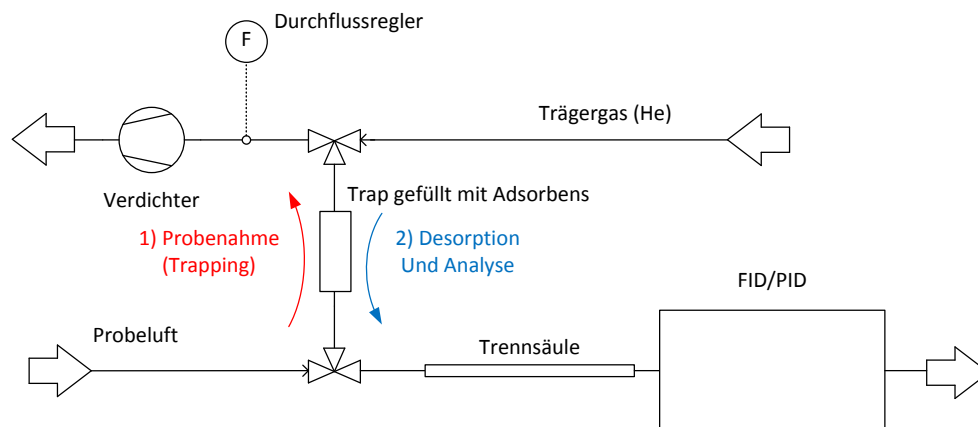 Durchflussregler
F
Trägergas (He)
Verdichter
Trap gefüllt mit Adsorbens
1) Probenahme
(Trapping)
2) Desorption
Und Analyse
FID/PID
Probeluft
Trennsäule